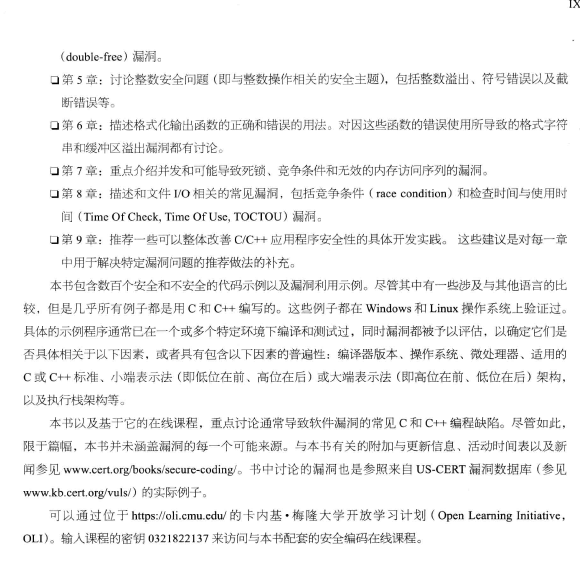 IX
（double-free）漏洞。
❑第 5 章：讨论整数安全问题（即与整数操作相关的安全主题），包括整数溢出、符号错误以及截
断错误等。
❑第 6 章：描述格式化输出函数的正确和错误的用法。对因这些函数的错误使用所导致的格式字符
串和缓冲区溢出漏洞都有讨论。
❑第 7 章：重点介绍并发和可能导致死锁、竞争条件和无效的内存访问序列的漏洞。
❑第 8 章：描述和文件 I/O 相关的常见漏洞，包括竞争条件（race condition）和检查时间与使用时
间（Time Of Check, Time Of Use, TOCTOU）漏洞。
❑第 9 章：推荐一些可以整体改善 C/C++ 应用程序安全性的具体开发实践。 这些建议是对每一章
中用于解决特定漏洞问题的推荐做法的补充。
本书包含数百个安全和不安全的代码示例以及漏洞利用示例。尽管其中有一些涉及与其他语言的比
较，但是几乎所有例子都是用 C 和 C++ 编写的。这些例子都在 Windows 和 Linux 操作系统上验证过。
具体的示例程序通常已在一个或多个特定环境下编译和测试过，同时漏洞都被予以评估，以确定它们是
否具体相关于以下因素，或者具有包含以下因素的普遍性：编译器版本、操作系统、微处理器、适用的
C 或 C++ 标准、小端表示法（即低位在前、高位在后）或大端表示法（即高位在前、低位在后）架构，
以及执行栈架构等。
本书以及基于它的在线课程，重点讨论通常导致软件漏洞的常见 C 和 C++ 编程缺陷。尽管如此，
限于篇幅，本书并未涵盖漏洞的每一个可能来源。与本书有关的附加与更新信息、活动时间表以及新
闻参见 www.cert.org/books/secure-coding/。书中讨论的漏洞也是参照来自 US-CERT 漏洞数据库（参见
www.kb.cert.org/vuls/）的实际例子。
可以通过位于 https://oli.cmu.edu/ 的卡内基·梅隆大学开放学习计划（Open Learning Initiative，
OLI）。输入课程的密钥 0321822137 来访问与本书配套的安全编码在线课程。